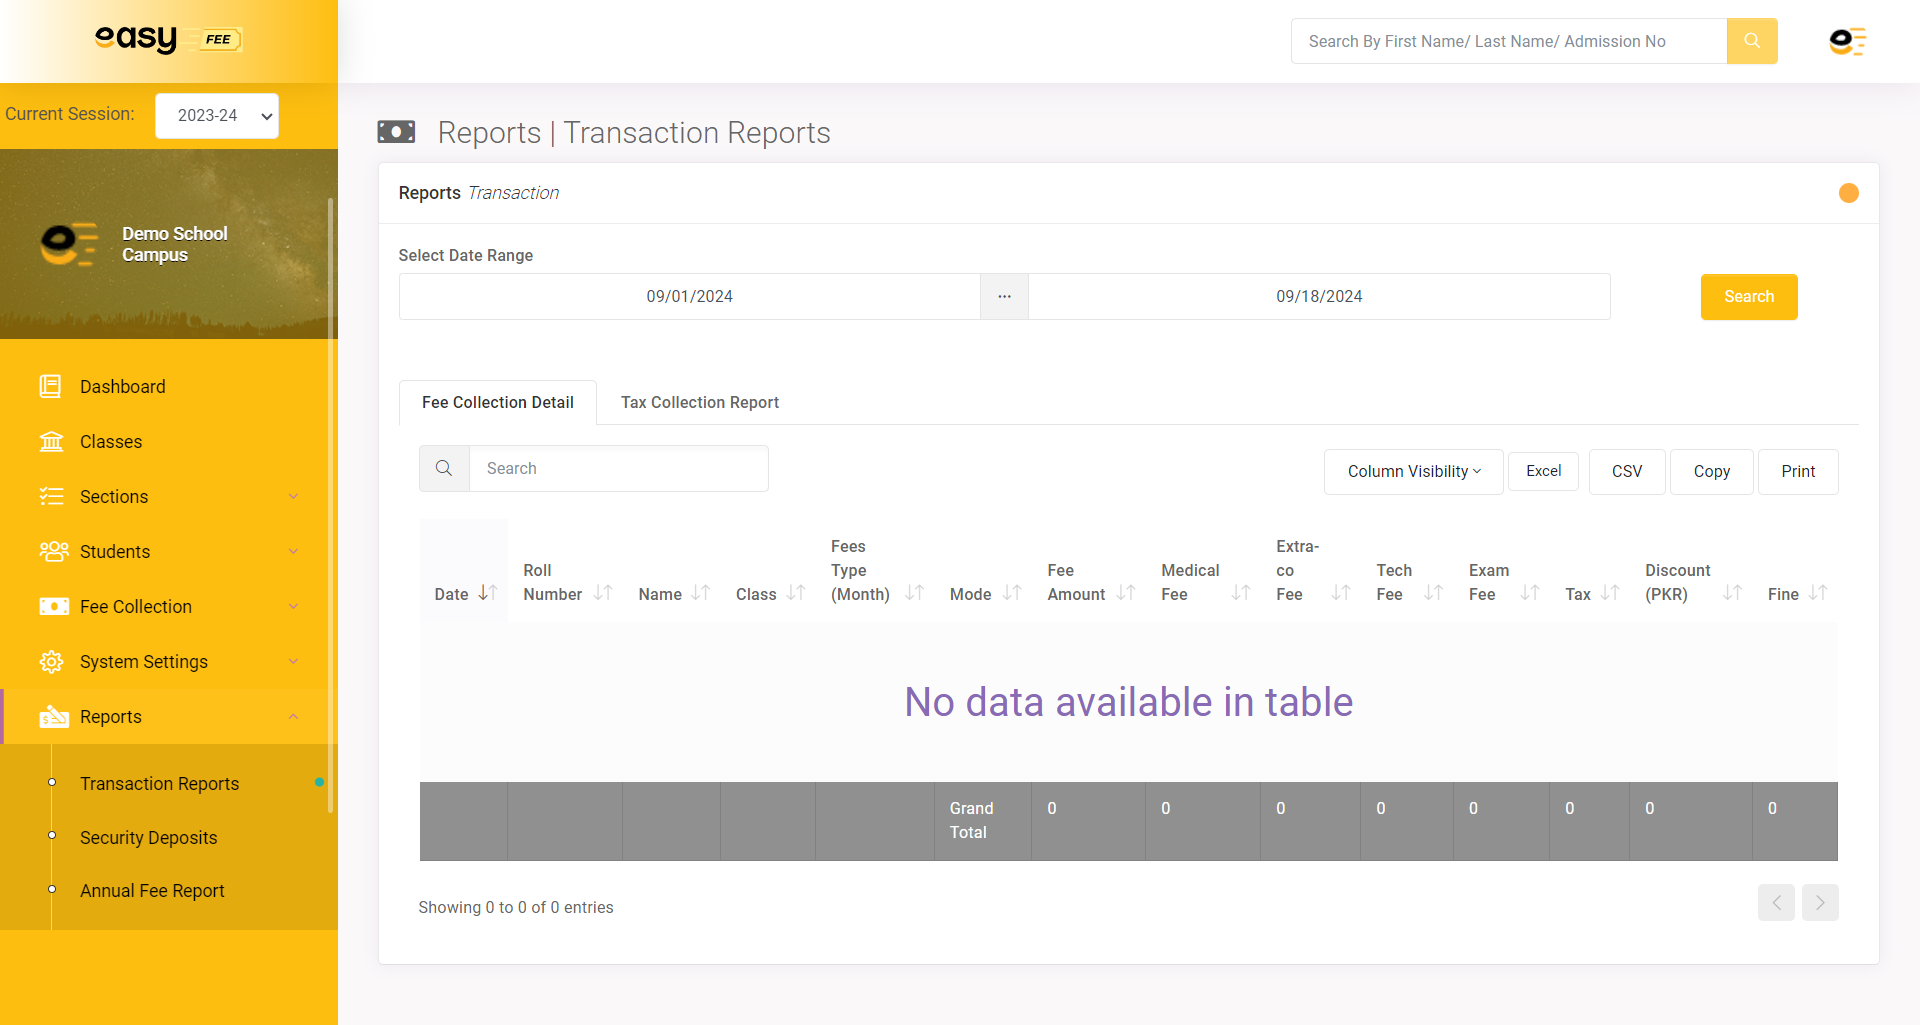 easy FEE
Search By First Name/ Last Name/ Admission No
Current Session:
2023-24
Demo School
Campus
Dashboard
Classes
Sections
Students
Fee Collection
System Settings
Reports
Transaction Reports
Security Deposits
Annual Fee Report
Reports | Transaction Reports
Reports Transaction
Select Date Range
09/01/2024
...
09/18/2024
Search
Fee Collection Detail
Tax Collection Report
Search
Column Visibility
Excel
CSV
Copy
Print
Date
Roll
Number
Name
Class
Fees
Type
(Month)
Mode
Fee
Amount
Medical
Fee
Extra-
co
Fee
Tech
Fee
Exam
Fee
Tax
Discount
(PKR)
Fine
No data available in table
Grand
Total
0
0
0
0
0
0
0
0
Showing 0 to 0 of 0 entries